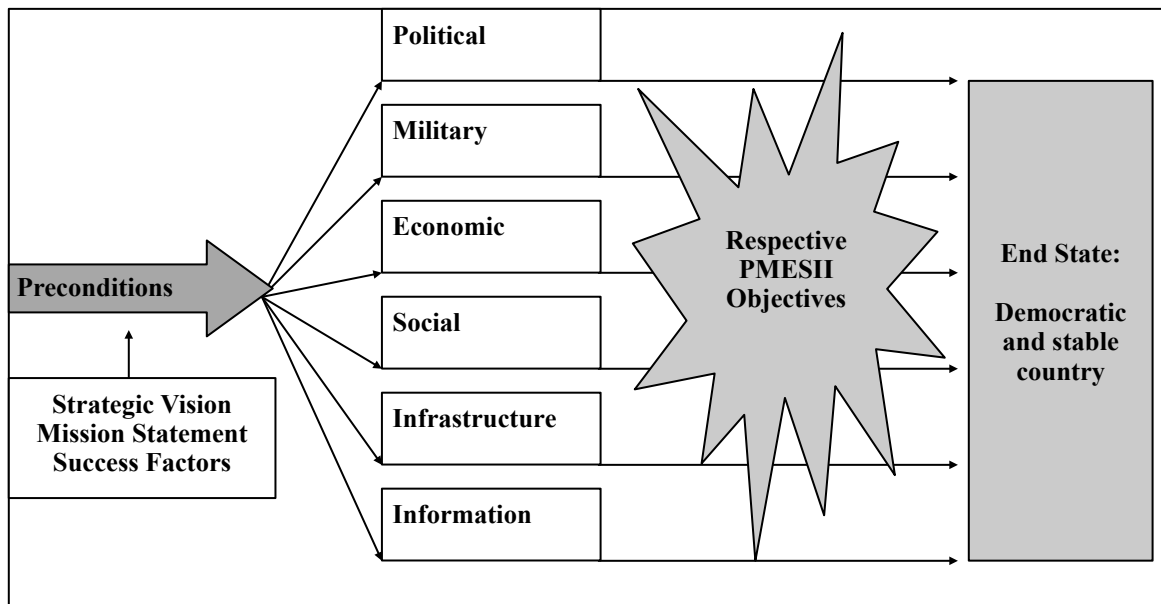 Preconditions
Strategic Vision
Mission Statement
Success Factors
Political
Military
Economic
Social
Infrastructure
Information
Respective
PMESII
Objectives
End State:
Democratic
and stable
country